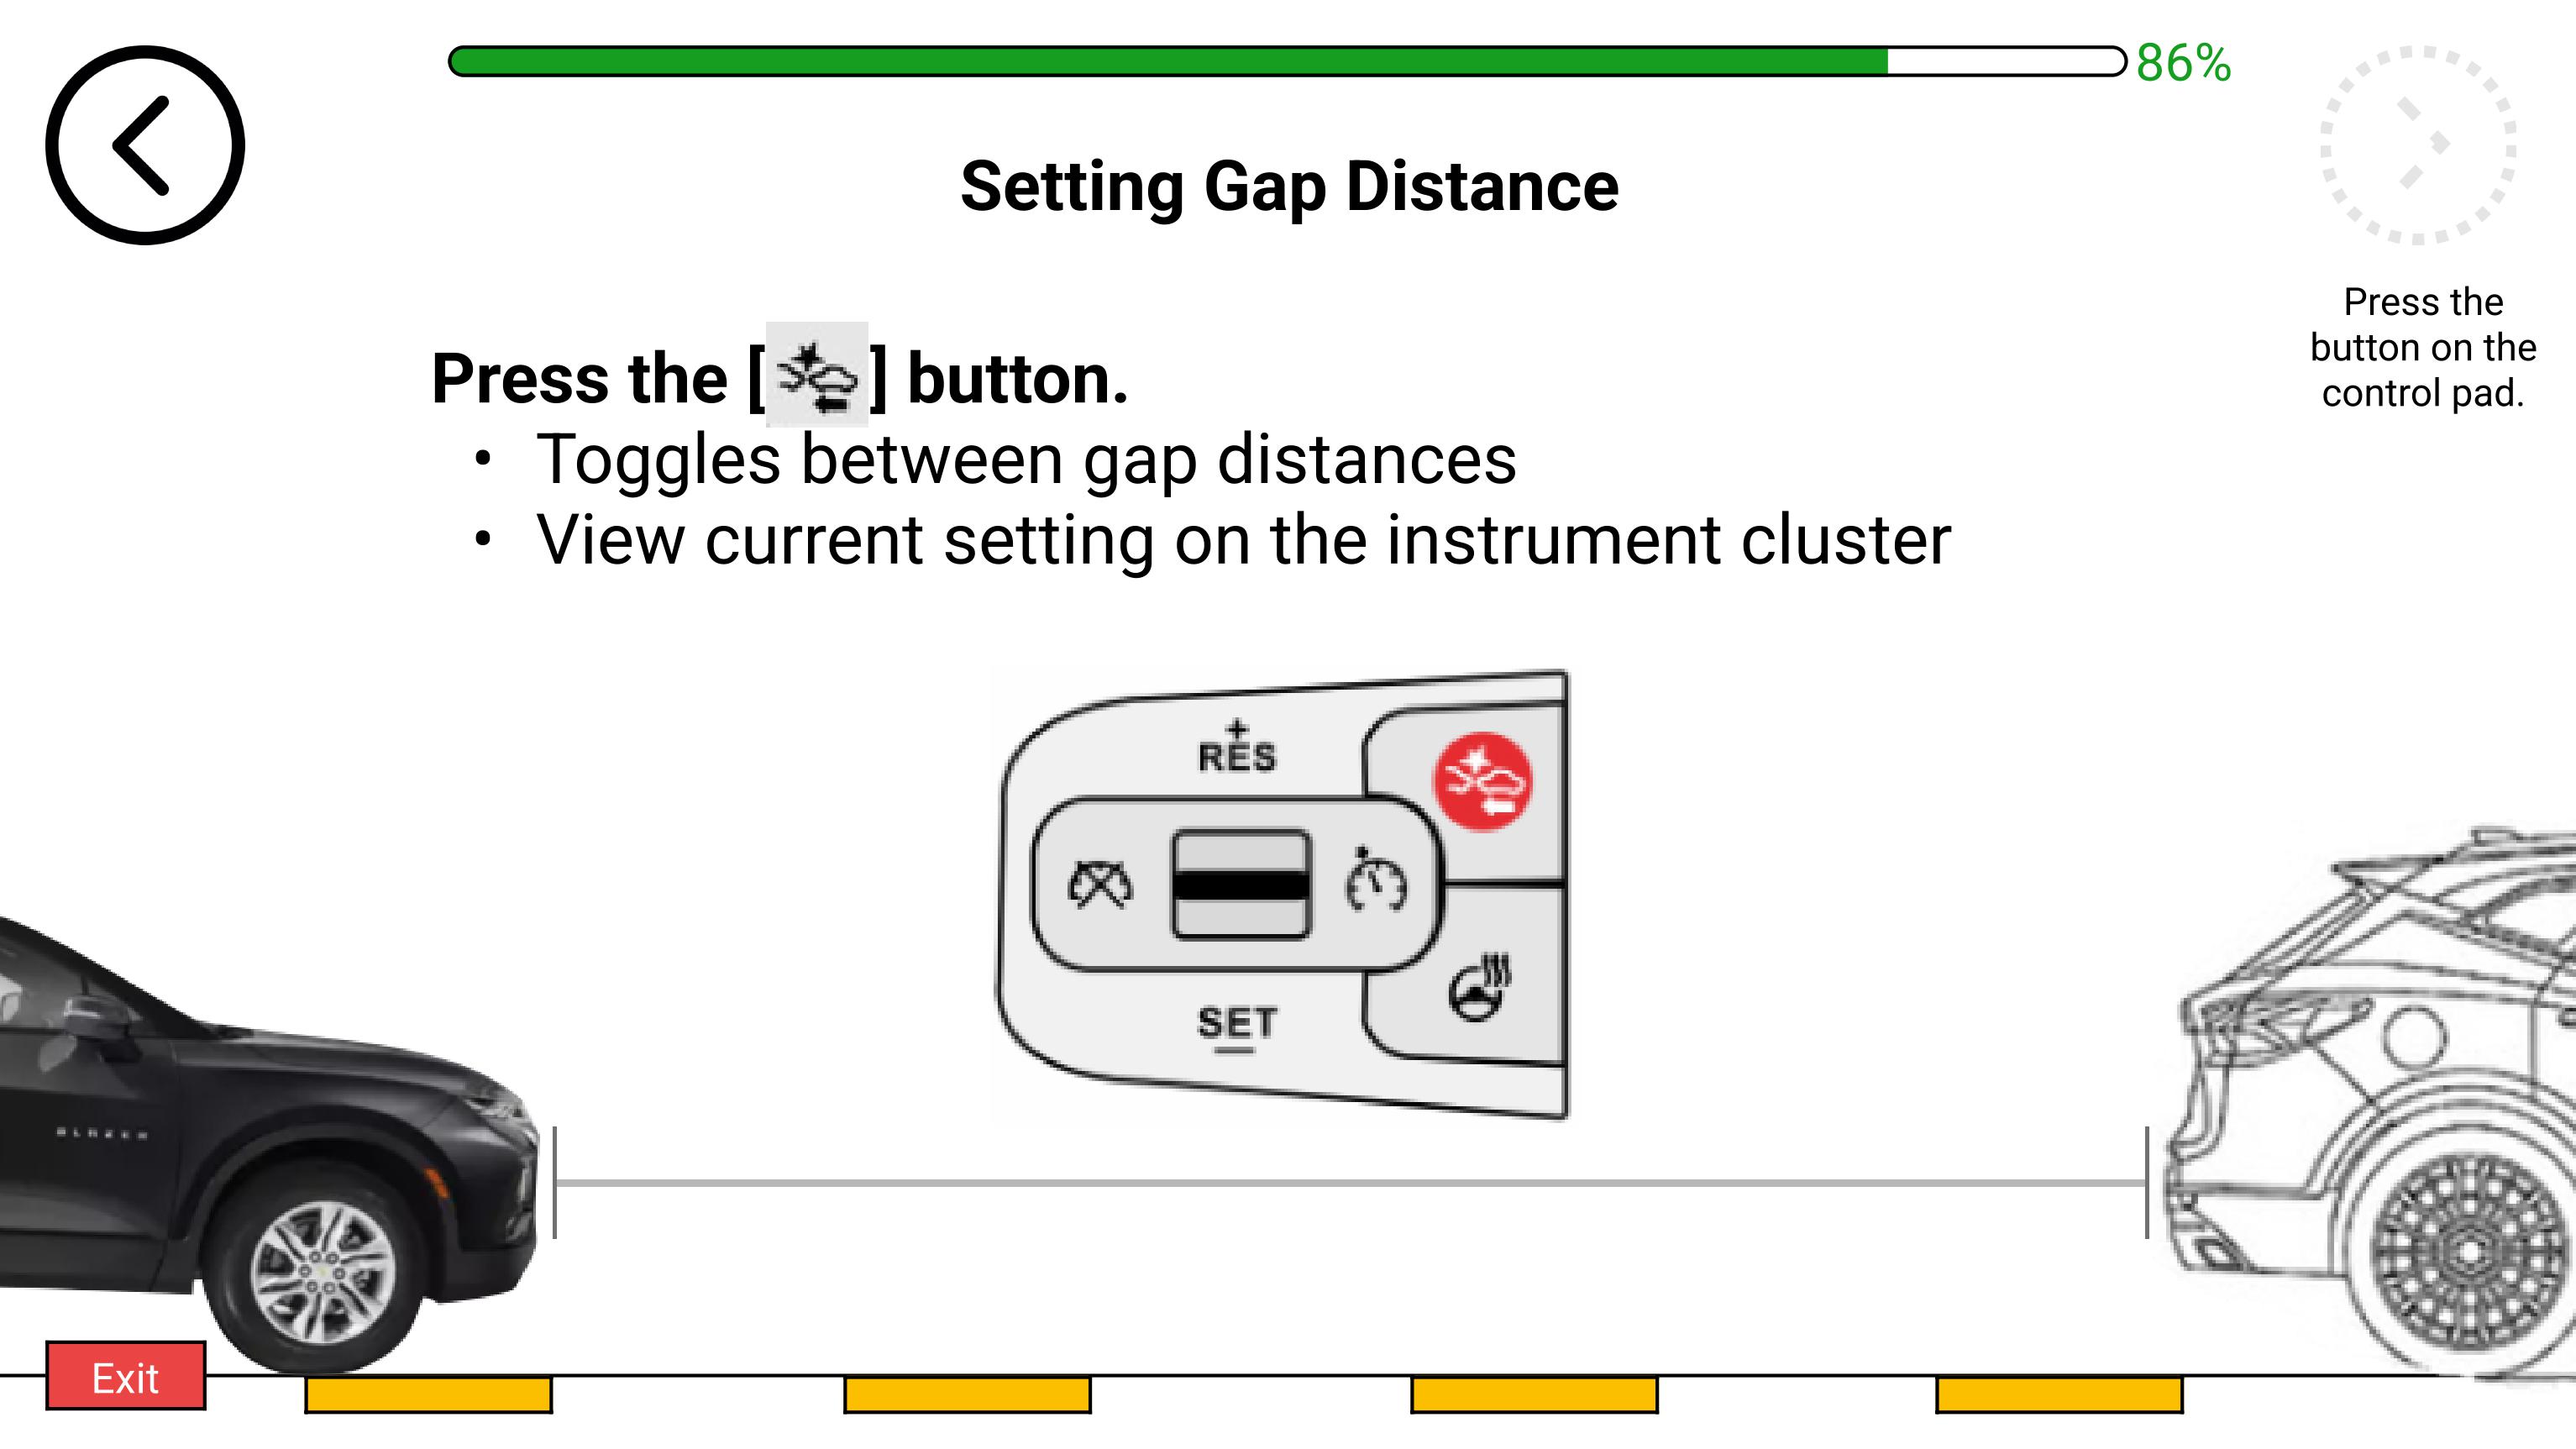 86%
Setting Gap Distance
Press the
button on the
control pad.
Press the [ ] button.
• Toggles between gap distances
• View current setting on the instrument cluster
+
RES
SET
—
BLAZER
Exit